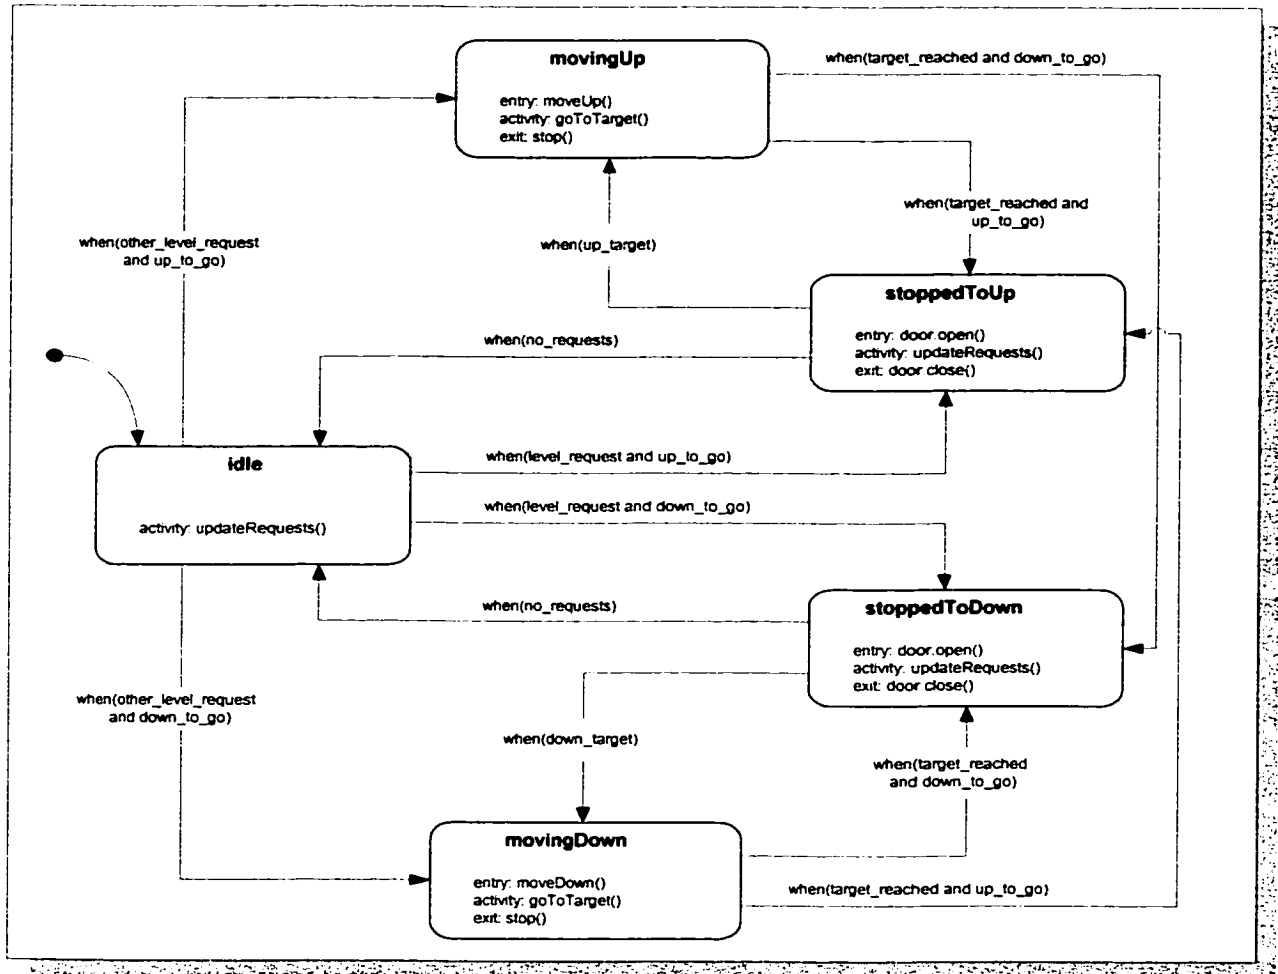 movingUp
entry: moveUp()
activity: goToTarget()
exit: stop()
when(target_reached and down_to_go)
when(target_reached and
up_to_go)
when(other_level_request
and up_to_go)
when(up_target)
stoppedToUp
entry: door.open()
activity: updateRequests()
exit: door.close()
when(no_requests)
idle
activity: updateRequests()
when(level_request and up_to_go)
when(level_request and down_to_go)
when(no_requests)
stoppedToDown
entry: door.open()
activity: updateRequests()
exit: door.close()
when(other_level_request
and down_to_go)
when(down_target)
when(target_reached
and down_to_go)
movingDown
entry: moveDown()
activity: goToTarget()
exit: stop()
when(target_reached and up_to_go)